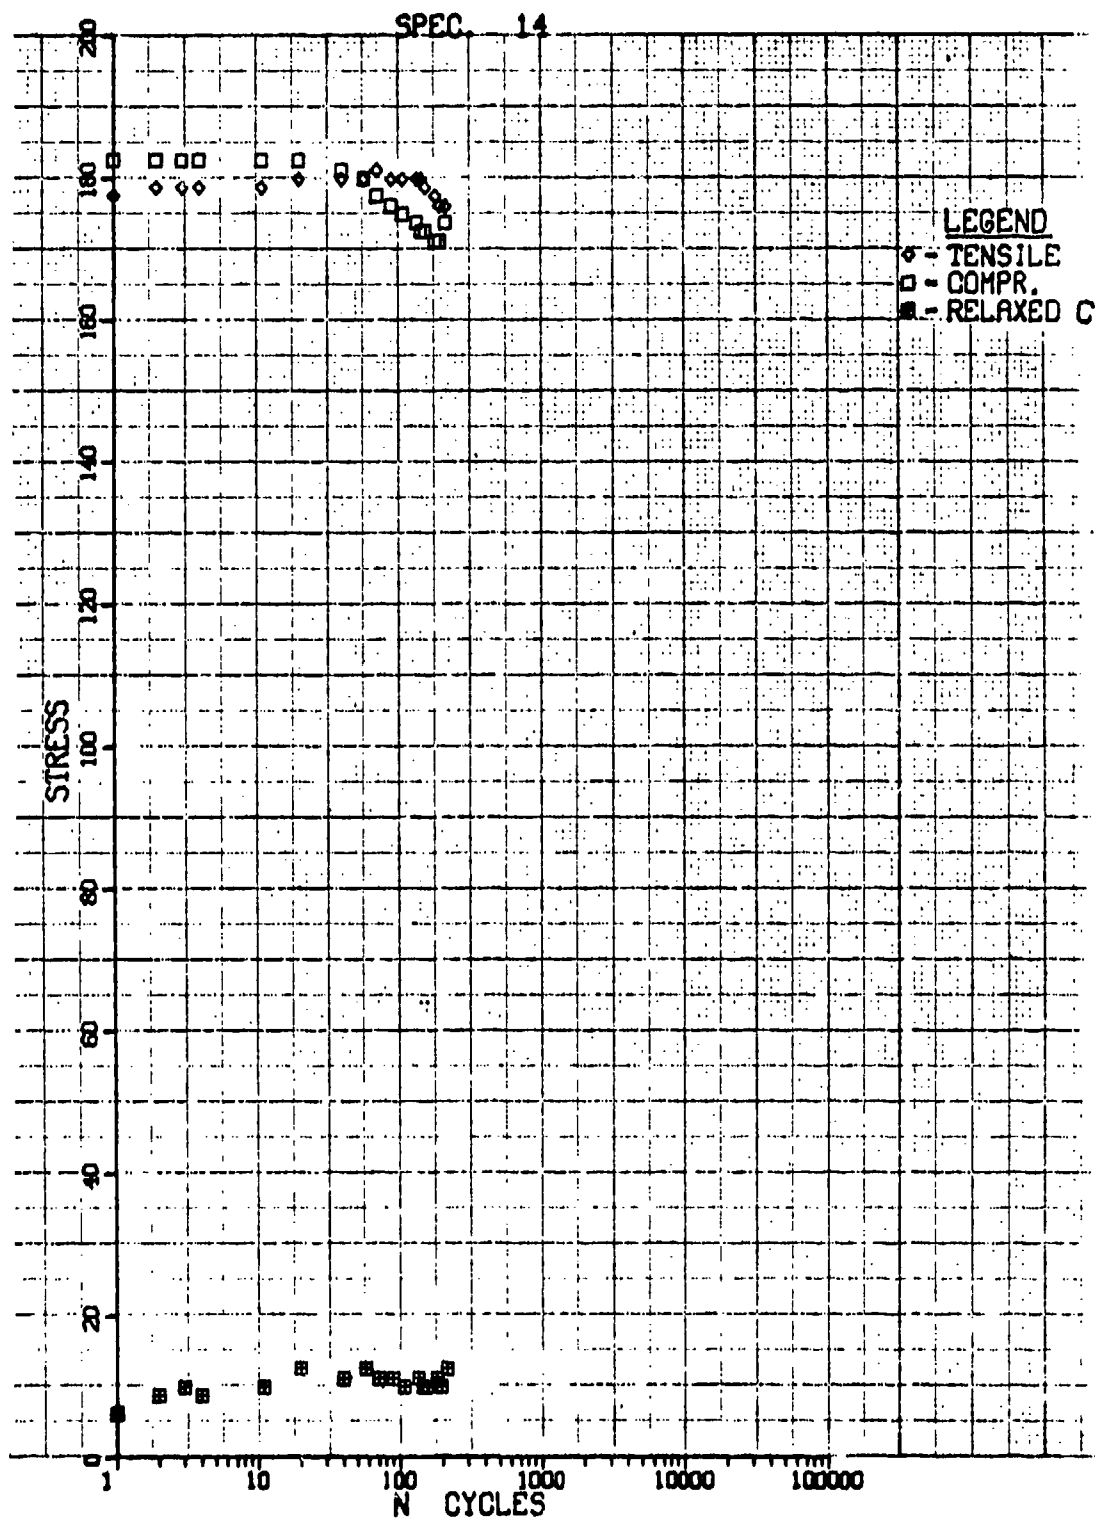 SPEC. 14
200
180
160
140
120
100
80
60
40
20
0
STRESS
LEGEND
◇ - TENSILE
□ - COMPR.
⊞ - RELAXED C
1 10 100 1000 10000 100000
N CYCLES